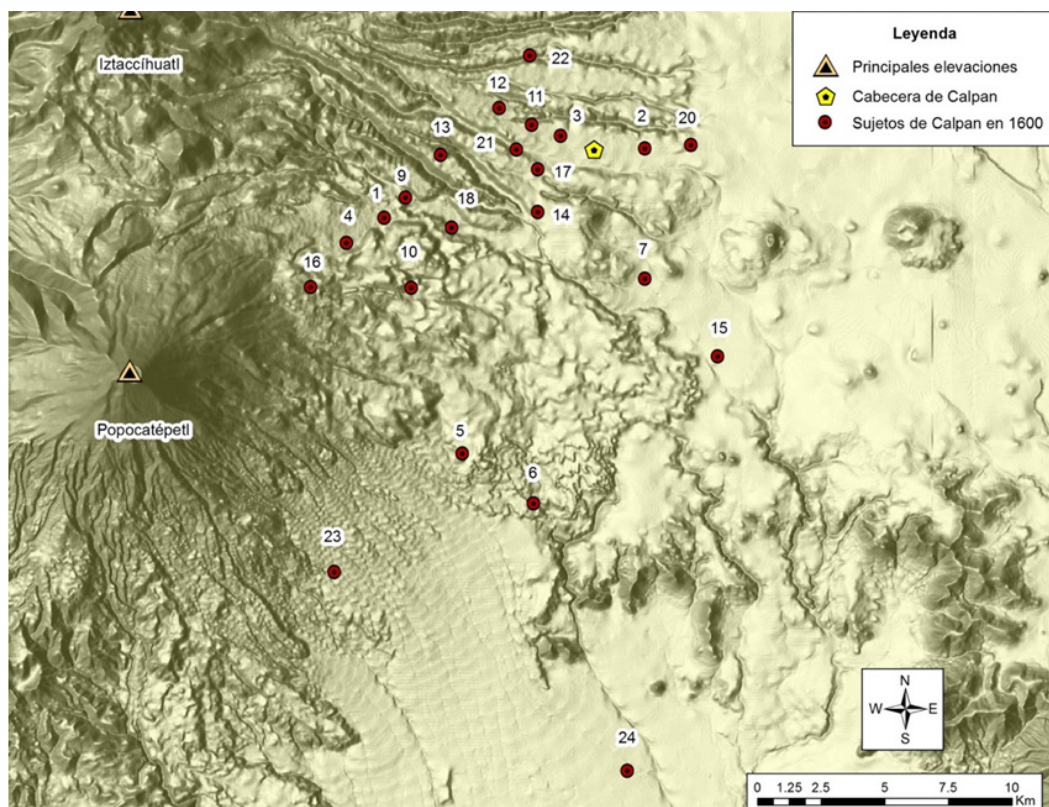 Iztaccíhuatl
Leyenda
Principales elevaciones
Cabecera de Calpan
Sujetos de Calpan en 1600
22
12
11
3
2
20
13
21
17
9
1
18
14
4
16
10
7
15
Popocatépetl
5
6
23
24
N
W
E
S
0 1.25 2.5 5 7.5 10
Km